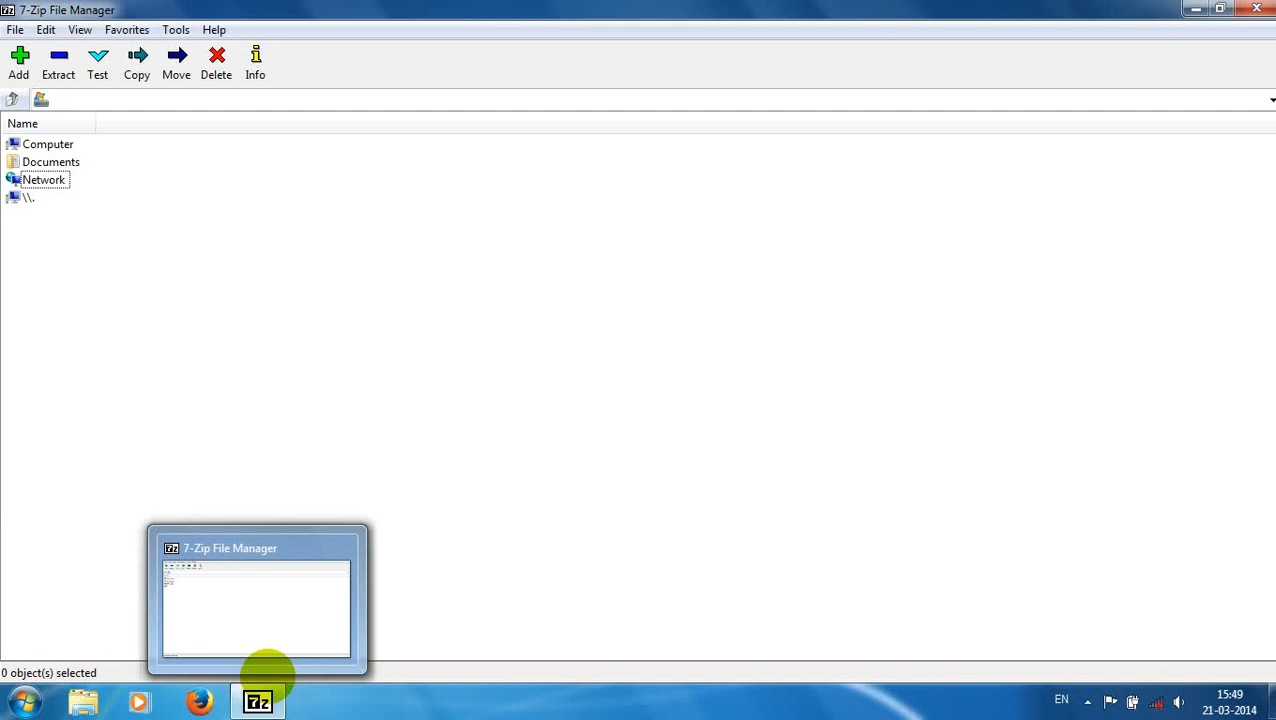 7-Zip File Manager
File Edit View Favorites Tools Help
Add Extract Test Copy Move Delete Info
Name
Computer
Documents
Network
\\.
7-Zip File Manager
0 object(s) selected
EN
15:49
21-03-2014